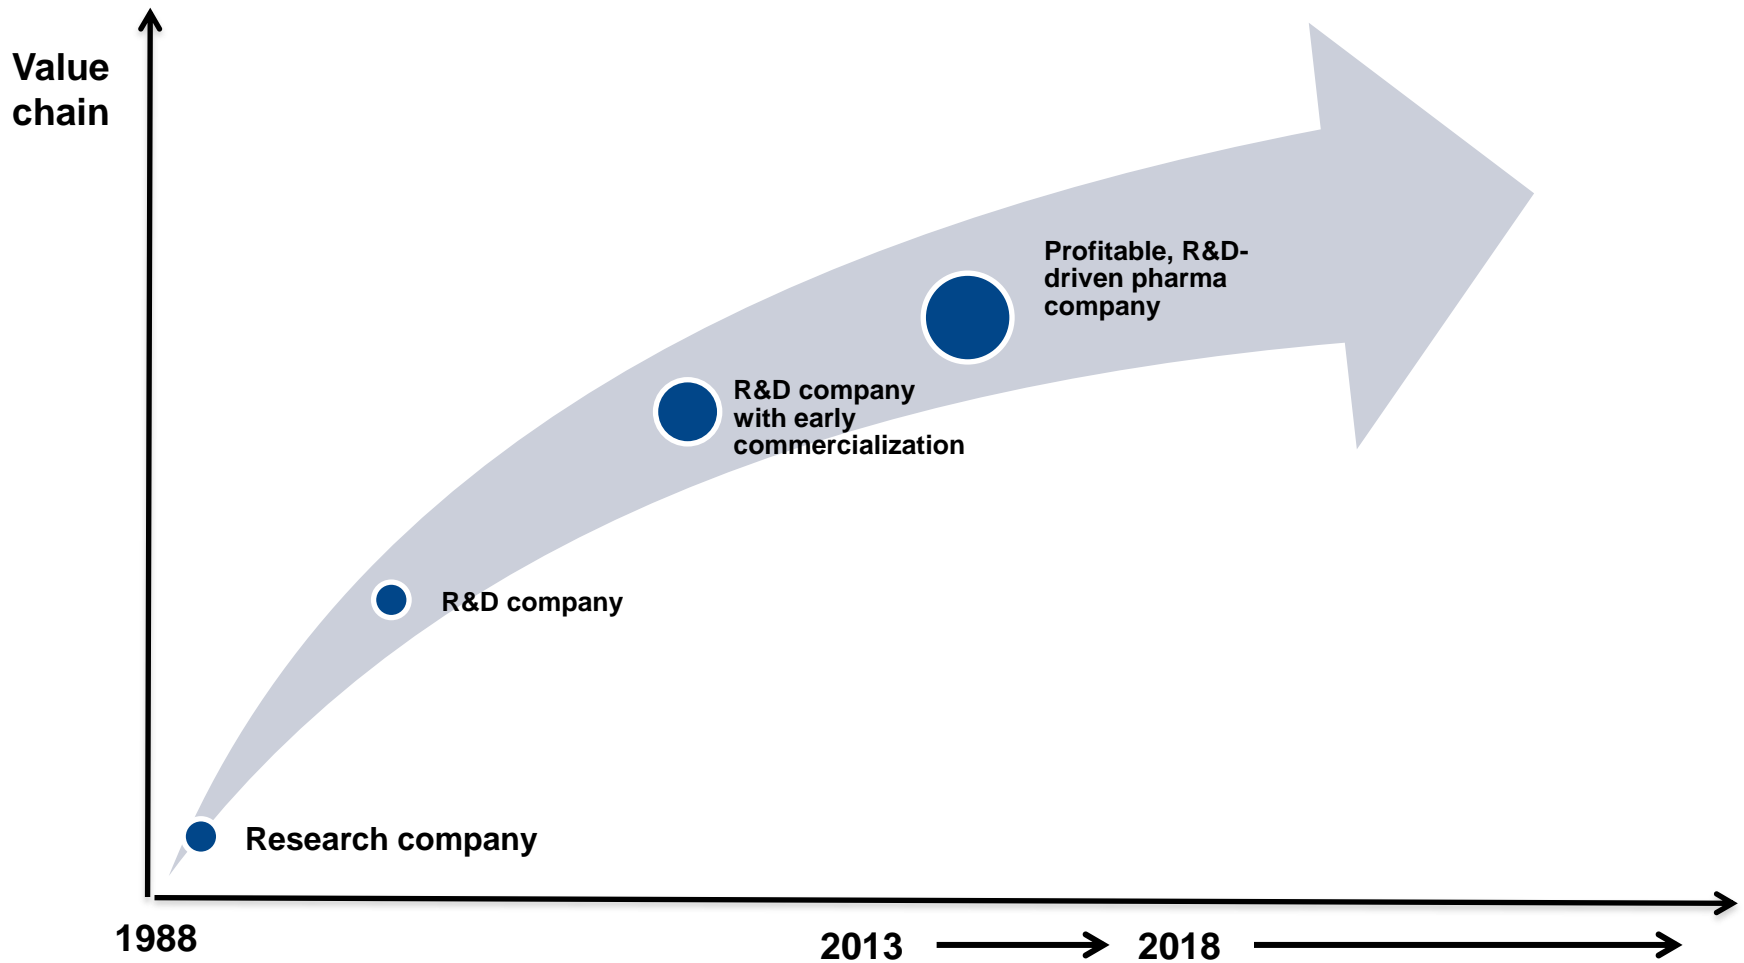 Value
chain
Profitable, R&D-
driven pharma
company
R&D company
with early
commercialization
R&D company
Research company
1988
2013
2018